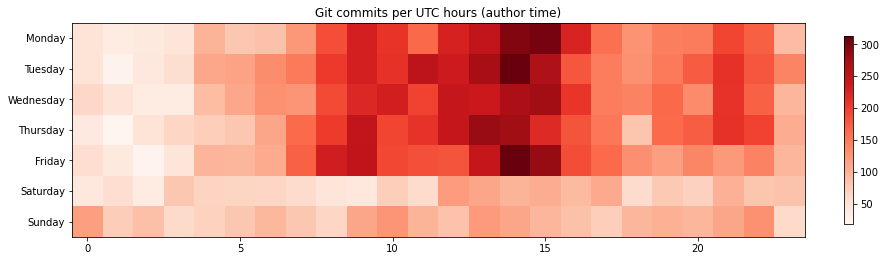 Git commits per UTC hours (author time)
Monday
Tuesday
Wednesday
Thursday
Friday
Saturday
Sunday
0 5 10 15 20
300
250
200
150
100
50